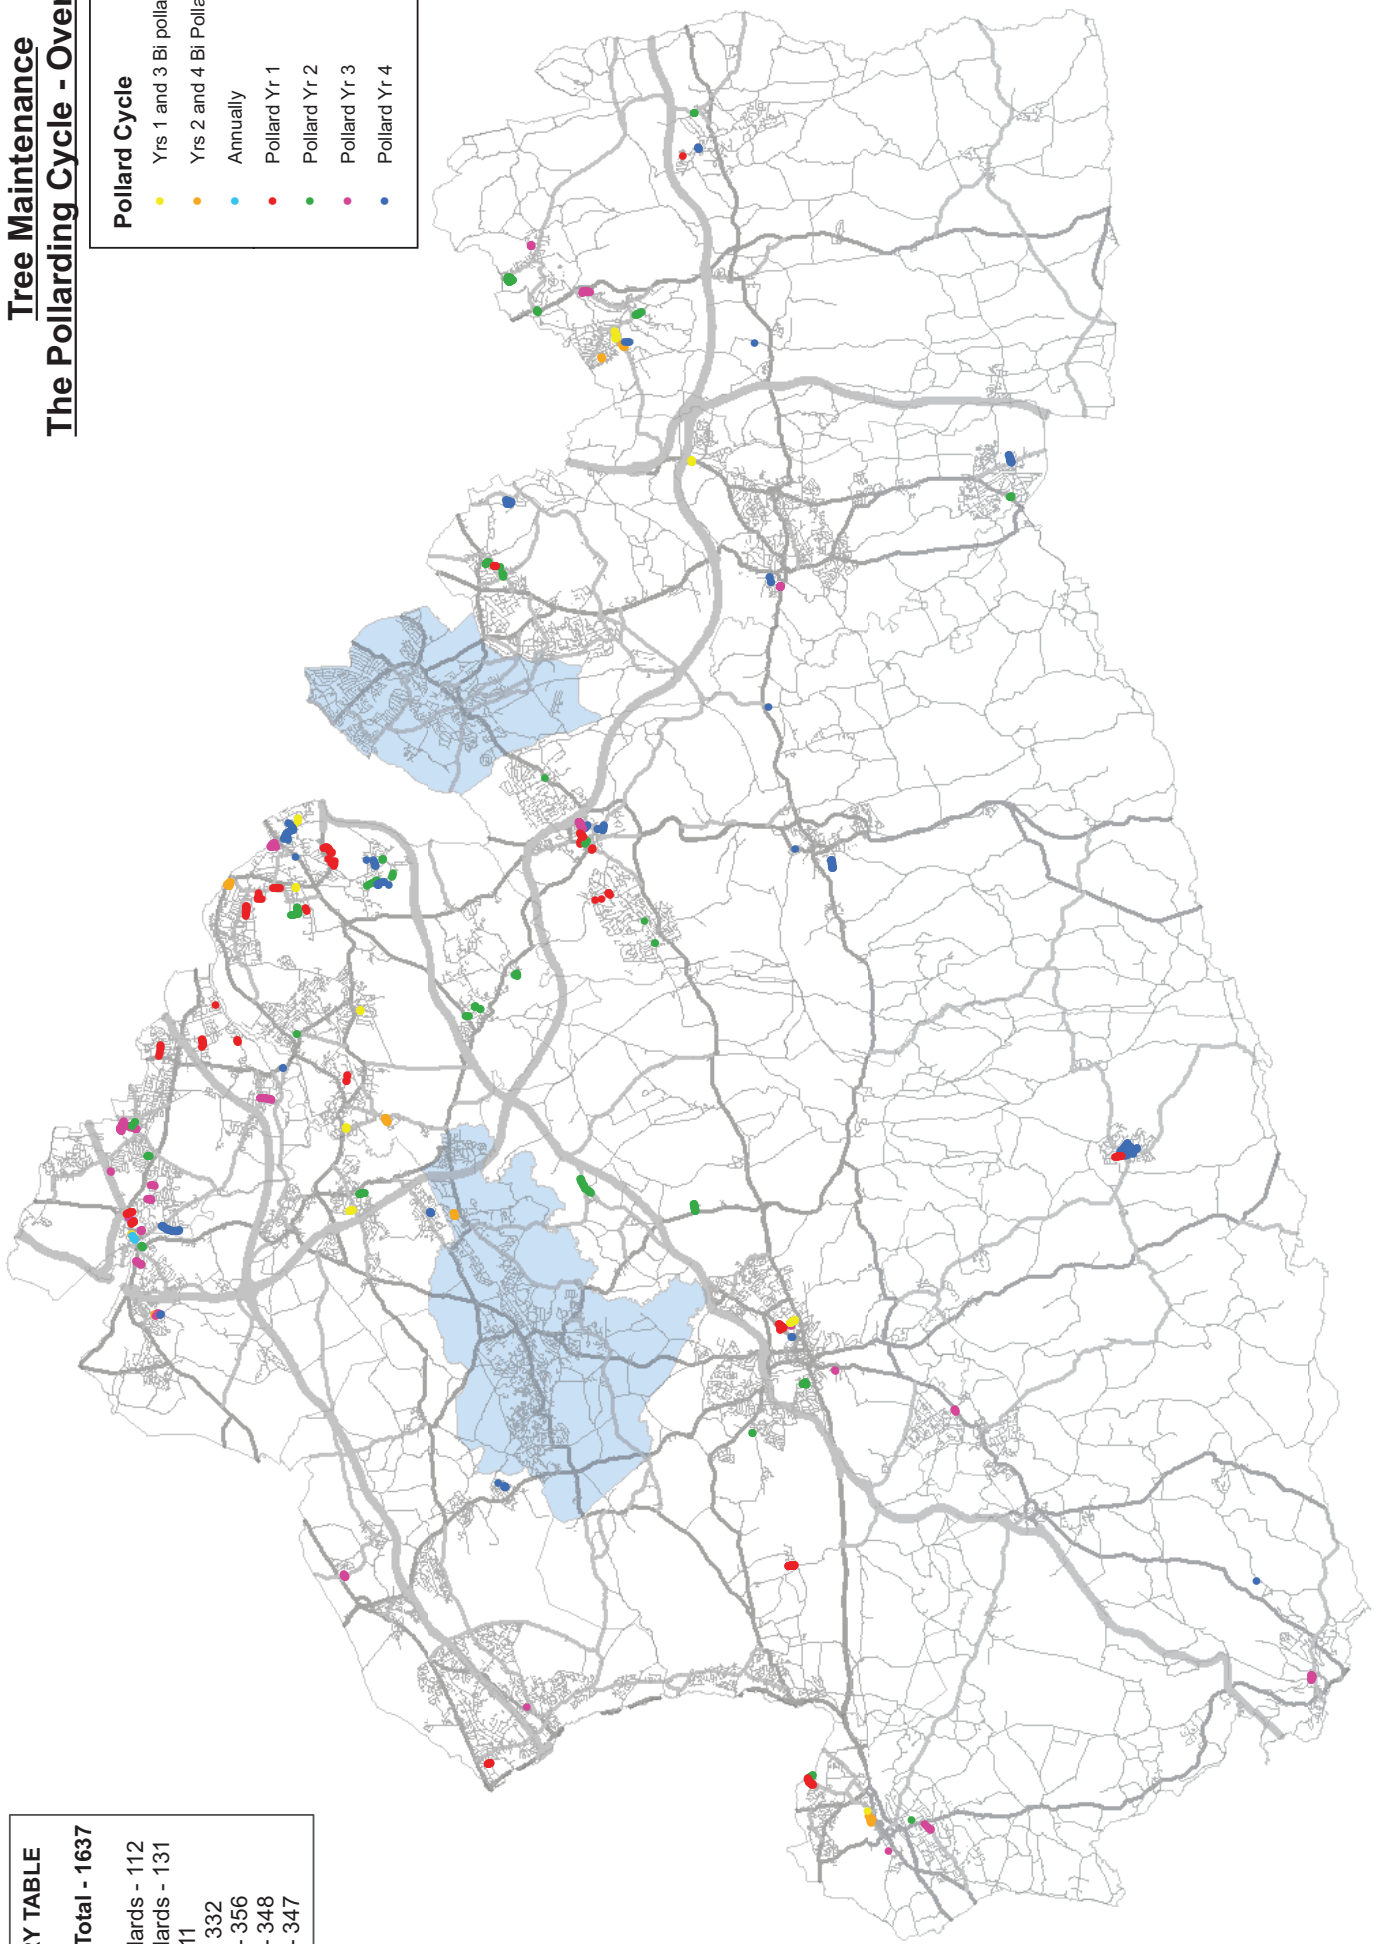 Tree Maintenance
The Pollarding Cycle - Over
Pollard Cycle
Yrs 1 and 3 Bi polla
Yrs 2 and 4 Bi Polla
Annually
Pollard Yr 1
Pollard Yr 2
Pollard Yr 3
Pollard Yr 4
RY TABLE
Total - 1637
lards - 112
lards - 131
11
332
- 356
- 348
- 347